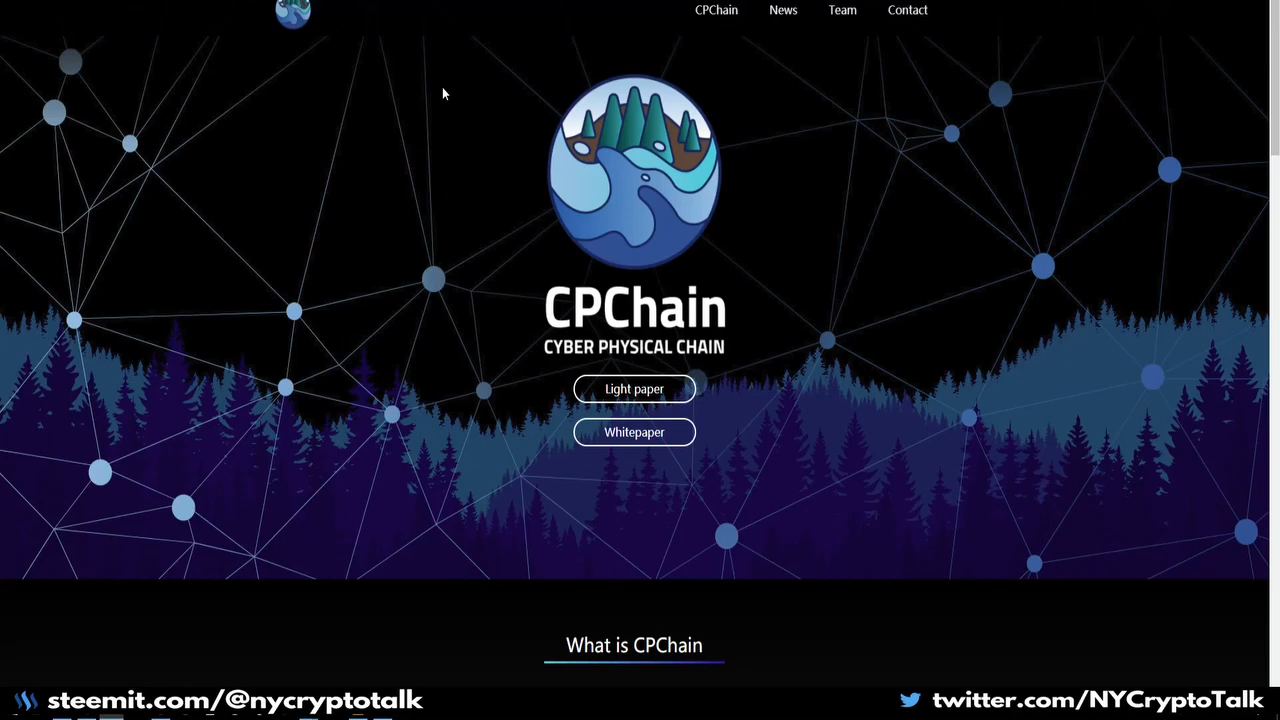 CPChain News Team Contact
CPChain
CYBER PHYSICAL CHAIN
Light paper
Whitepaper
What is CPChain
steemit.com/@nycryptotalk
twitter.com/NYCryptoTalk